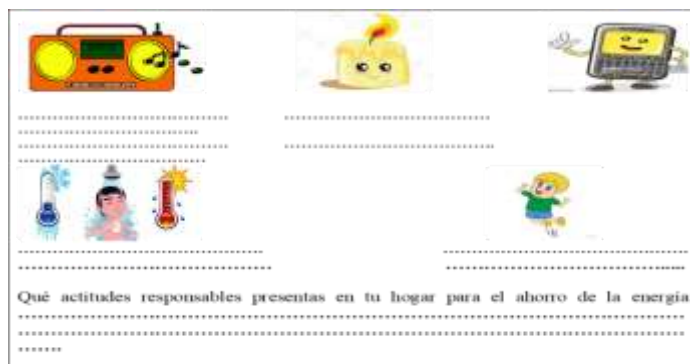 Qué actitudes responsables presentas en tu hogar para el ahorro de la energía